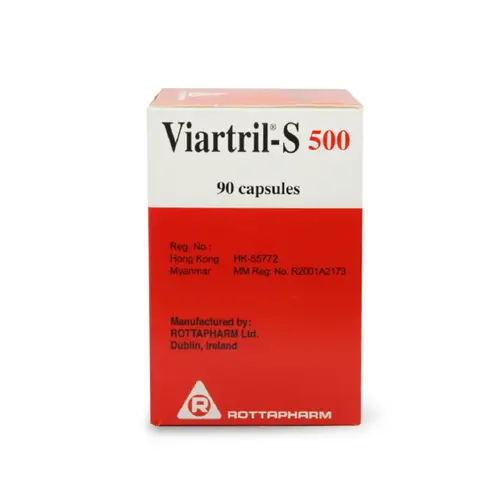 Viartril®-S 500
90 capsules
Reg. No.:
Hong Kong HK-55772
Myanmar MM Reg: No. R2001A2173
Manufactured by:
ROTTAPHARM Ltd.
Dublin, Ireland
R
ROTTAPHARM